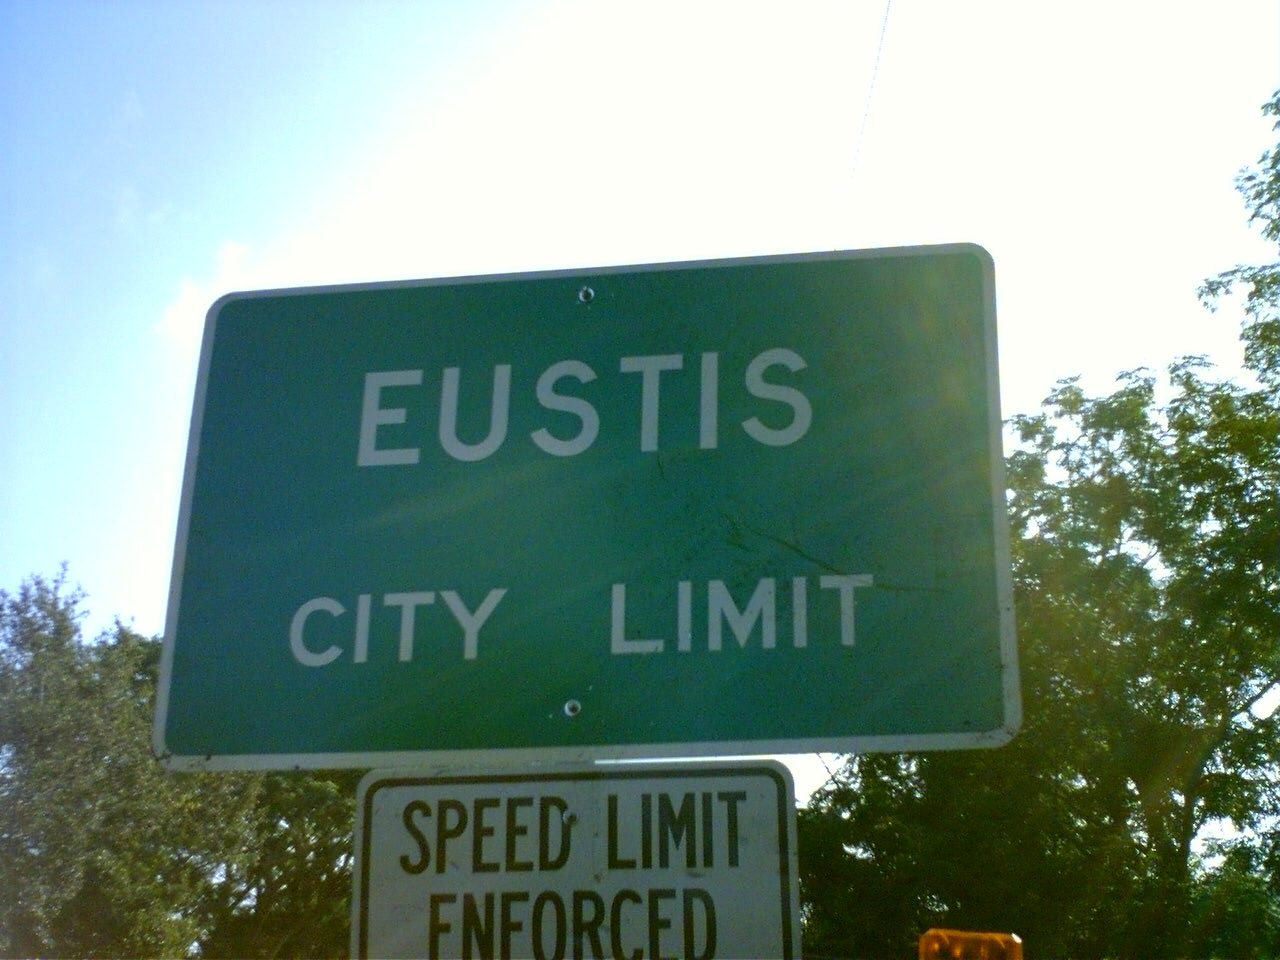 EUSTIS
CITY LIMIT
SPEED LIMIT
ENFORCED